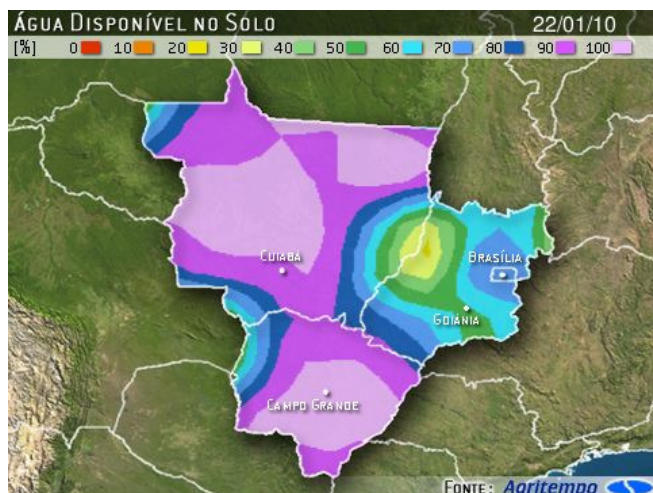 ÁGUA DISPONÍVEL NO SOLO 22/01/10
[%] 0 10 20 30 40 50 60 70 80 90 100
CUIABÁ
BRASÍLIA
GOIÁNIA
CAMPO GRANDE
FONTE: Agritempo